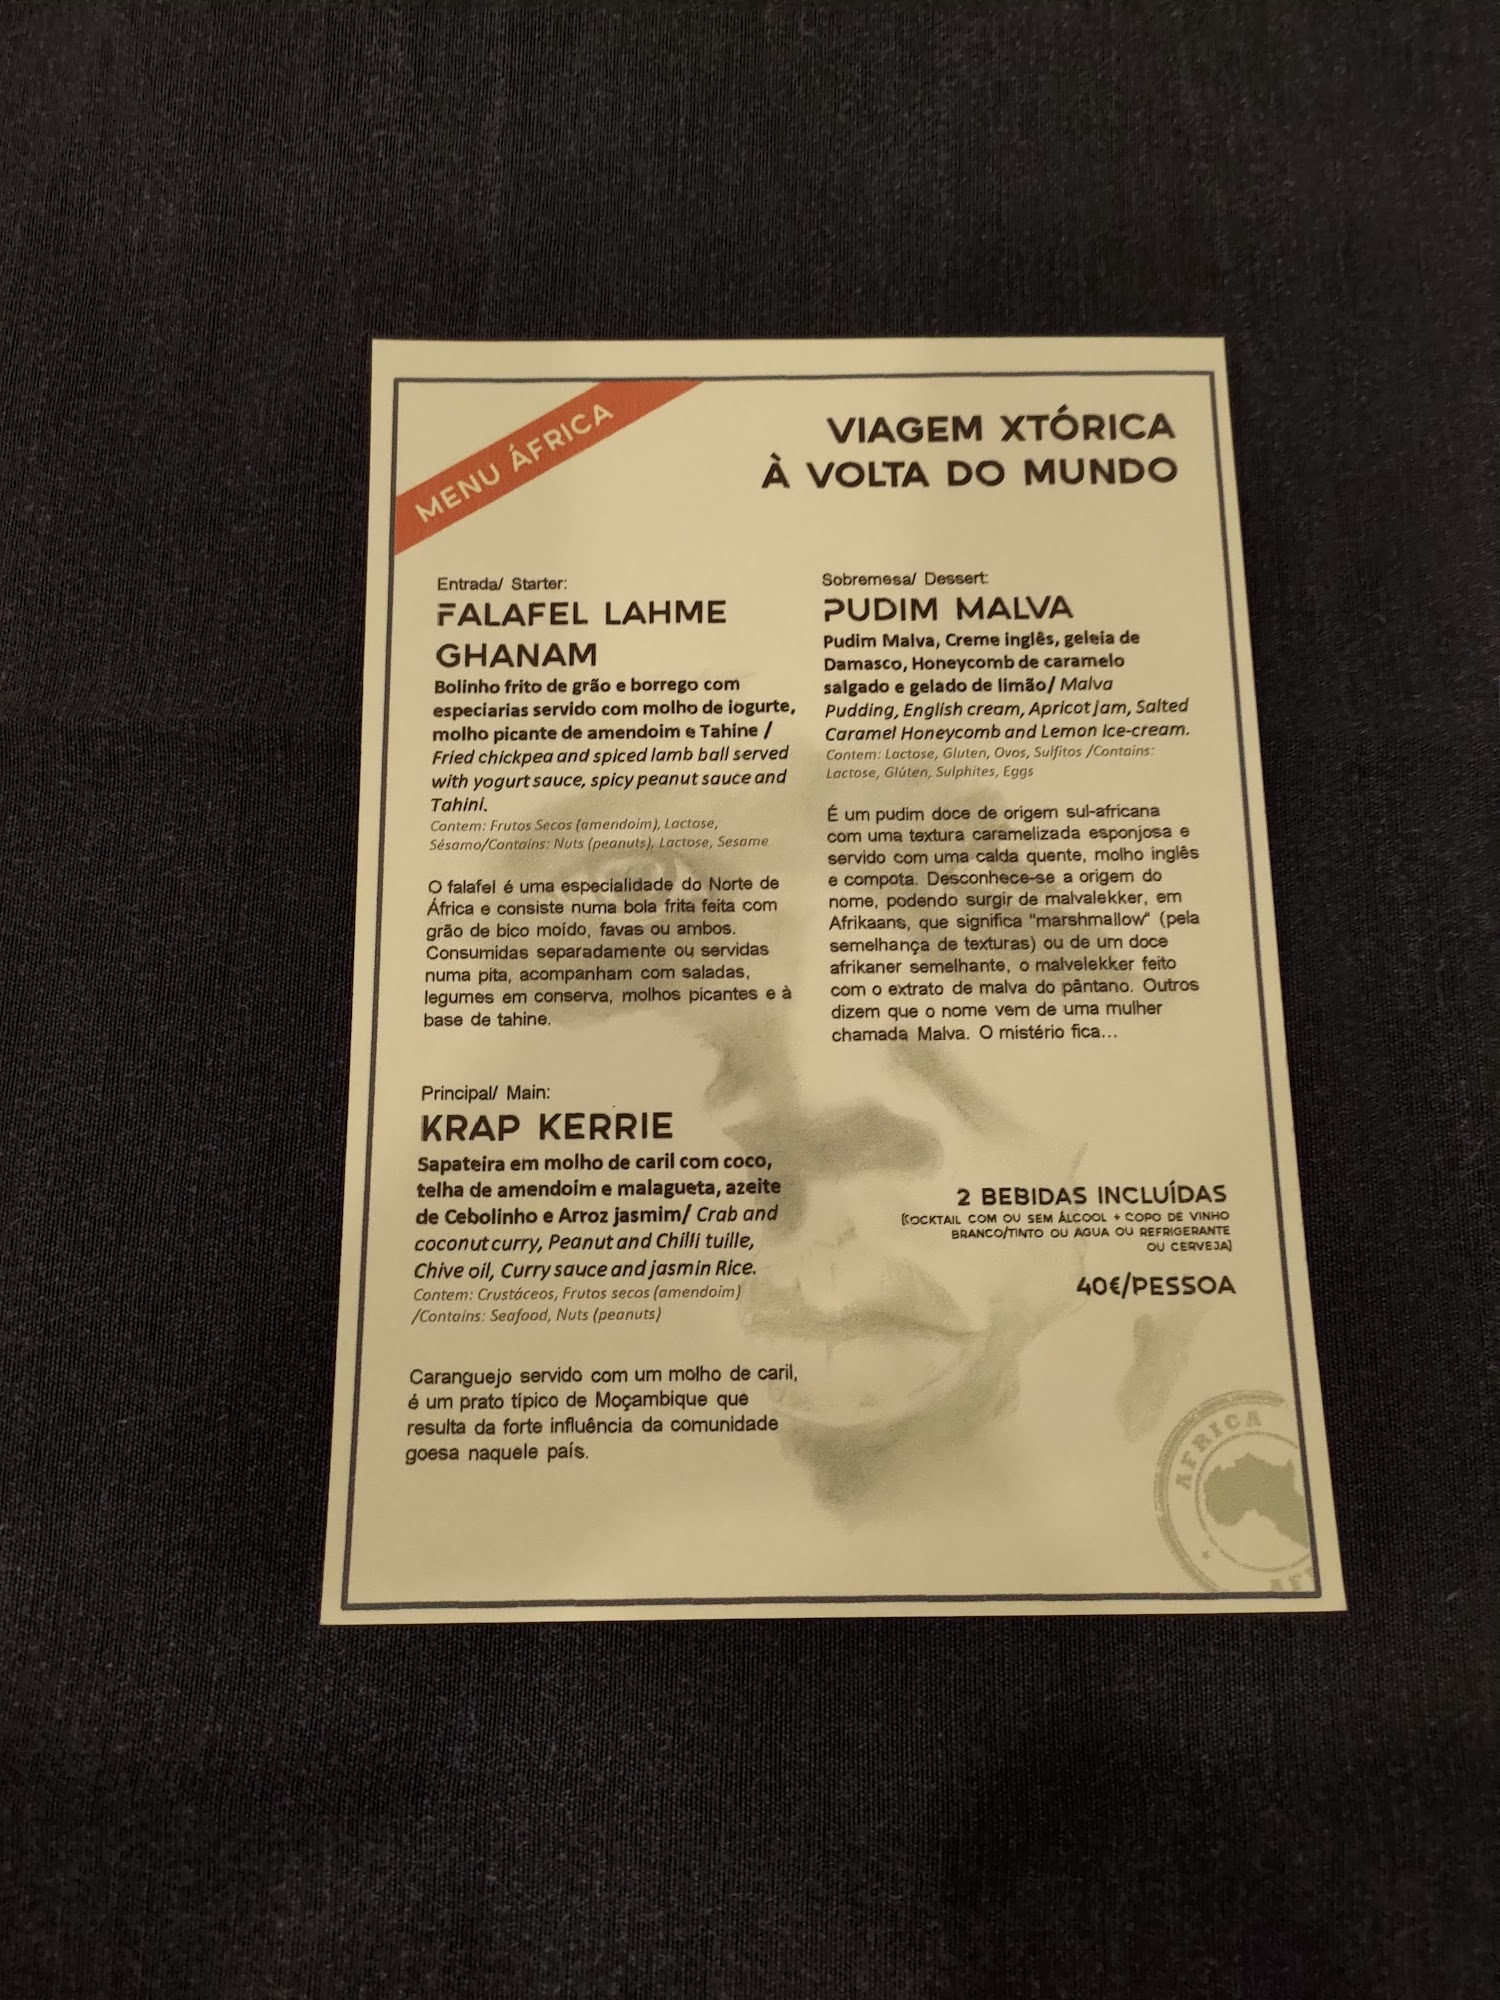 MENU ÁFRICA
VIAGEM XTÓRICA
À VOLTA DO MUNDO
Entrada/ Starter:
FALAFEL LAHME
GHANAM
Bolinho frito de grão e borrego com
especiarias servido com molho de iogurte,
molho picante de amendoim e Tahine /
Fried chickpea and spiced lamb ball served
with yogurt sauce, spicy peanut sauce and
Tahini.
Contem: Frutos Secos (amendoim), Lactose,
Sésamo/Contains: Nuts (peanuts), Lactose, Sesame
O falafel é uma especialidade do Norte de
África e consiste numa bola frita feita com
grão de bico moído, favas ou ambos.
Consumidas separadamente ou servidas
numa pita, acompanham com saladas,
legumes em conserva, molhos picantes e à
base de tahine.
Principal/ Main:
KRAP KERRIE
Sapateira em molho de caril com coco,
telha de amendoim e malagueta, azeite
de Cebolinho e Arroz jasmim/ Crab and
coconut curry, Peanut and Chilli tuille,
Chive oil, Curry sauce and jasmin Rice.
Contem: Crustáceos, Frutos secos (amendoim)
/Contains: Seafood, Nuts (peanuts)
Caranguejo servido com um molho de caril,
é um prato típico de Moçambique que
resulta da forte influência da comunidade
goesa naquele país.
Sobremesa/ Dessert:
PUDIM MALVA
Pudim Malva, Creme inglês, geleia de
Damasco, Honeycomb de caramelo
salgado e gelado de limão/ Malva
Pudding, English cream, Apricot jam, Salted
Caramel Honeycomb and Lemon Ice-cream.
Contem: Lactose, Gluten, Ovos, Sulfitos /Contains:
Lactose, Glúten, Sulphites, Eggs
É um pudim doce de origem sul-africana
com uma textura caramelizada esponjosa e
servido com uma calda quente, molho inglês
e compota. Desconhece-se a origem do
nome, podendo surgir de malvalekker, em
Afrikaans, que significa "marshmallow" (pela
semelhança de texturas) ou de um doce
afrikaner semelhante, o malvelekker feito
com o extrato de malva do pântano. Outros
dizem que o nome vem de uma mulher
chamada Malva. O mistério fica...
2 BEBIDAS INCLUÍDAS
(COCKTAIL COM OU SEM ÁLCOOL + COPO DE VINHO
BRANCO/TINTO OU ÁGUA OU REFRIGERANTE
OU CERVEJA)
40€/PESSOA
AFRICA
AFR